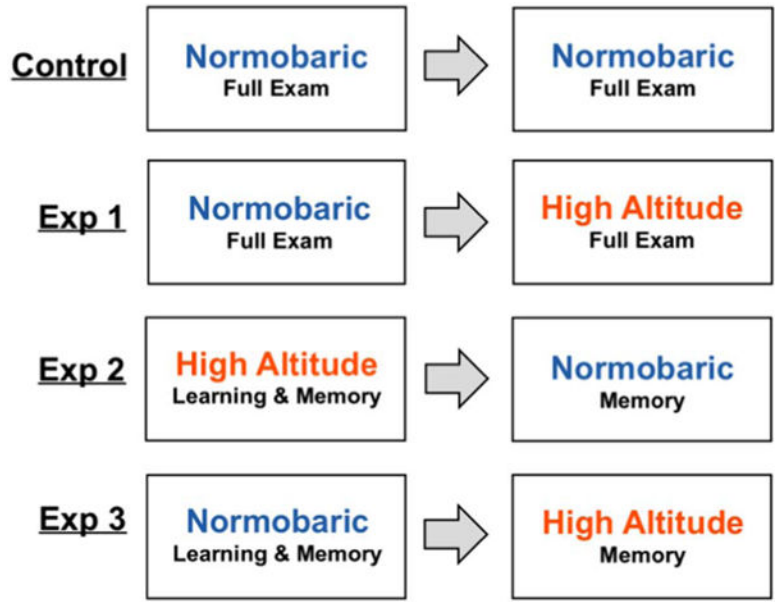 Control
Normobaric
Full Exam
Normobaric
Full Exam
Exp 1
Normobaric
Full Exam
High Altitude
Full Exam
Exp 2
High Altitude
Learning & Memory
Normobaric
Memory
Exp 3
Normobaric
Learning & Memory
High Altitude
Memory